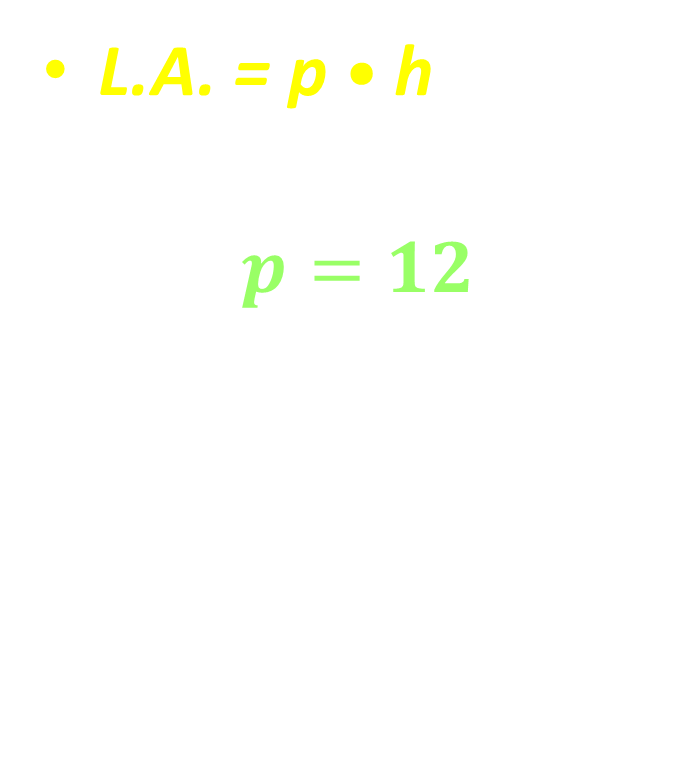 • L.A. = p • h
p = 12